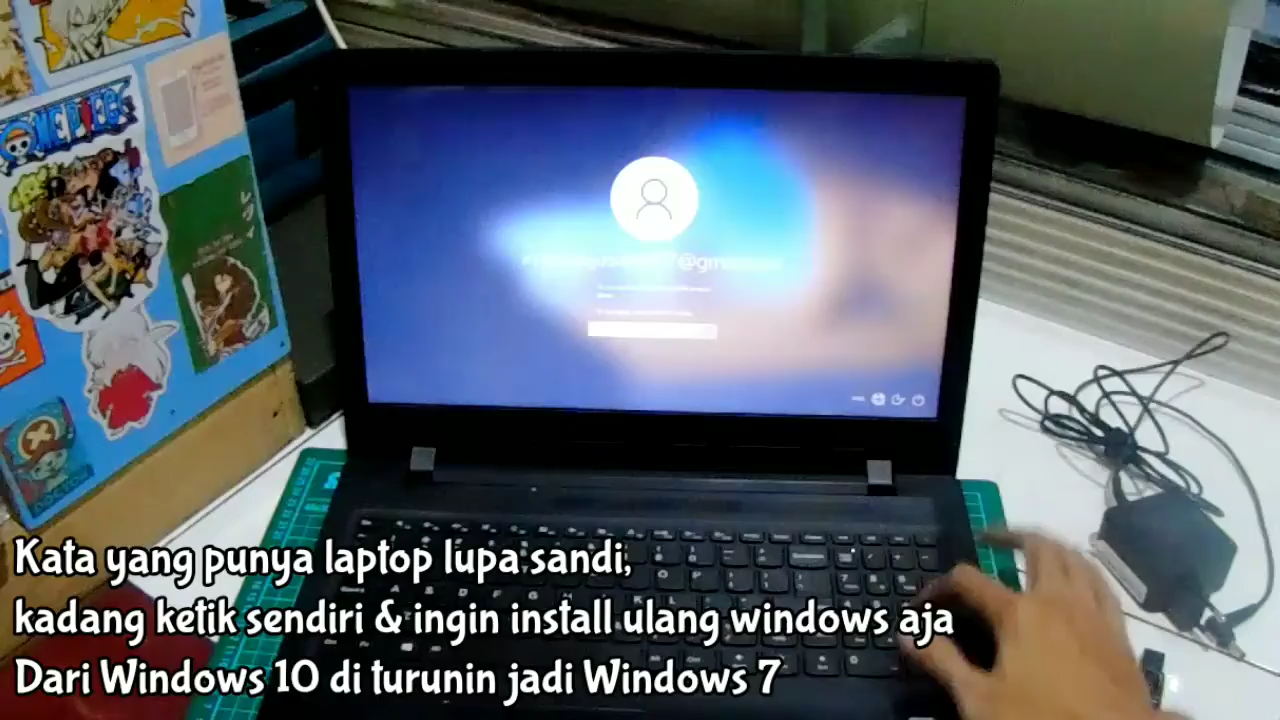 ONE PIECE
@gm
Kata yang punya laptop lupa sandi,
kadang ketik sendiri & ingin install ulang windows aja
Dari Windows 10 di turunin jadi Windows 7